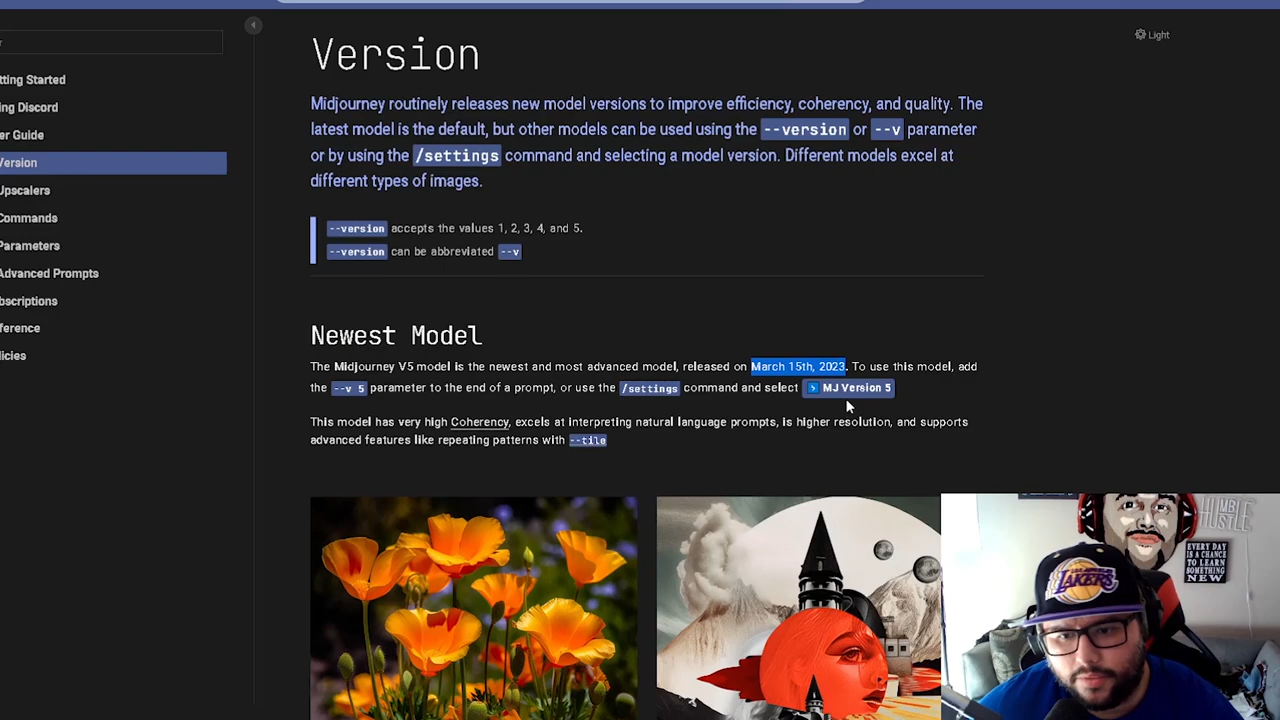 Light
Version
Midjourney routinely releases new model versions to improve efficiency, coherency, and quality. The
latest model is the default, but other models can be used using the --version or --v parameter
or by using the /settings command and selecting a model version. Different models excel at
different types of images.
--version accepts the values 1, 2, 3, 4, and 5.
--version can be abbreviated --v
Newest Model
The Midjourney V5 model is the newest and most advanced model, released on March 15th, 2023. To use this model, add
the --v 5 parameter to the end of a prompt, or use the /settings command and select MJ Version 5
This model has very high Coherency, excels at interpreting natural language prompts, is higher resolution, and supports
advanced features like repeating patterns with --tile
r
tting Started
ing Discord
er Guide
Version
Upscalers
Commands
Parameters
Advanced Prompts
bscriptions
ference
licies
MB
HUSTLE
EVERY DAY
IS A CHANCE
TO LEARN
SOMETHING
NEW
LAKERS